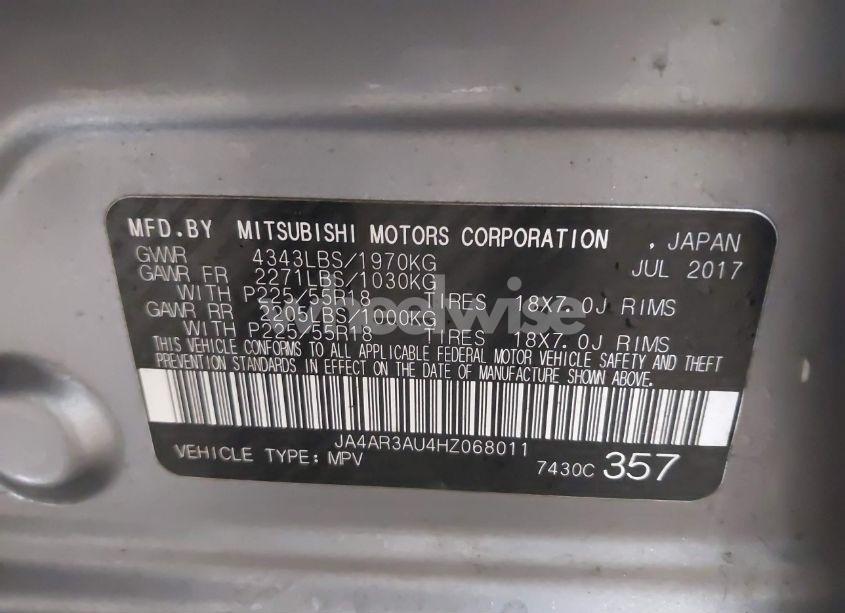 MFD.BY MITSUBISHI MOTORS CORPORATION , JAPAN
GVWR 4343LBS/1970KG JUL 2017
GAWR FR 2271LBS/1030KG
WITH P225/55R18 TIRES 18X7.0J RIMS
GAWR RR 2205LBS/1000KG
WITH P225/55R18 TIRES 18X7.0J RIMS
THIS VEHICLE CONFORMS TO ALL APPLICABLE FEDERAL MOTOR VEHICLE SAFETY AND THEFT
PREVENTION STANDARDS IN EFFECT ON THE DATE OF MANUFACTURE SHOWN ABOVE.
JA4AR3AU4HZ068011
VEHICLE TYPE: MPV 7430C 357
wheelwise